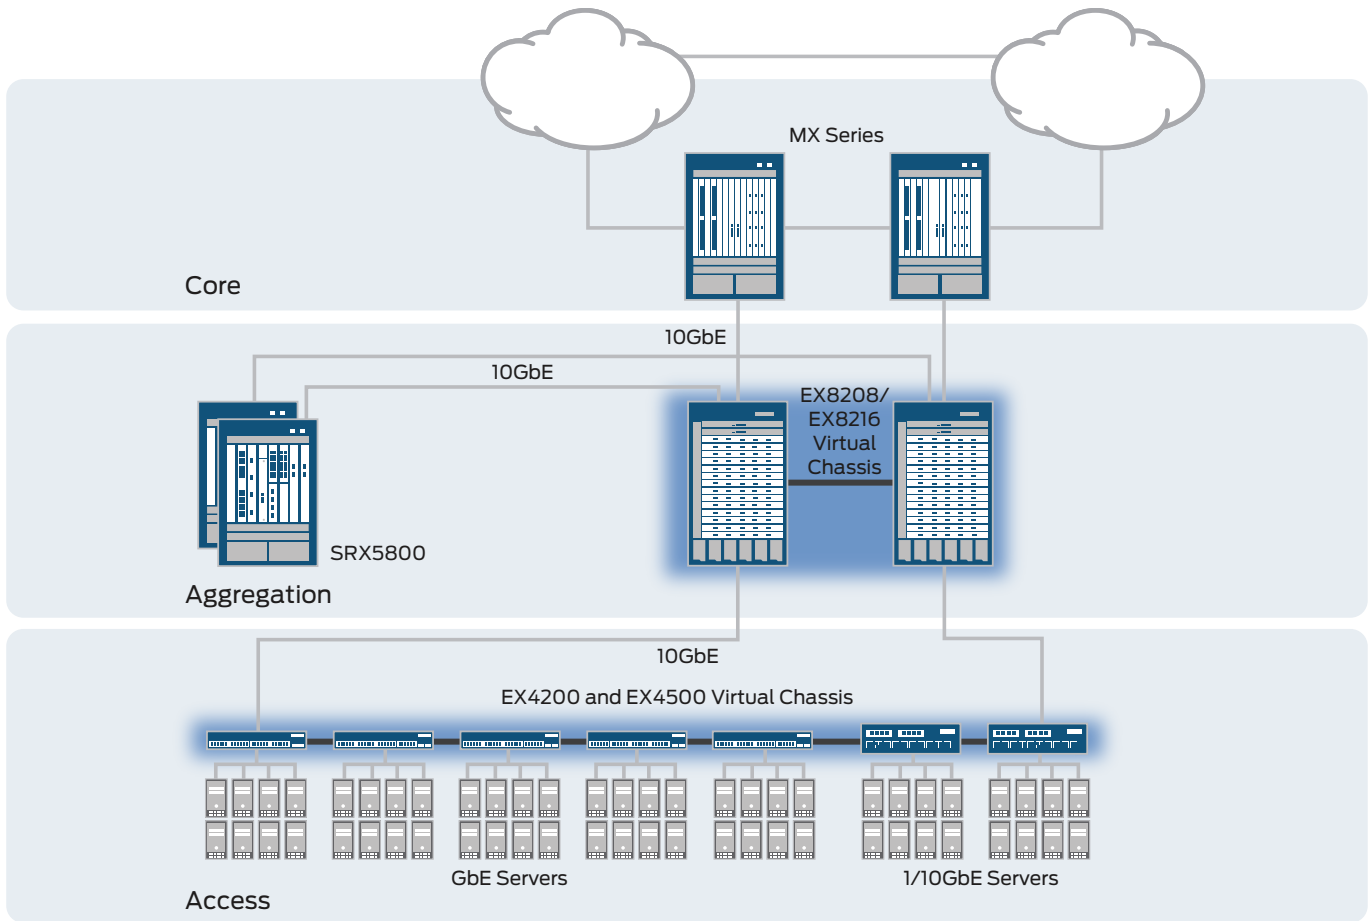 MX Series
Core
10GbE
10GbE
EX8208/
EX8216
Virtual
Chassis
SRX5800
Aggregation
10GbE
EX4200 and EX4500 Virtual Chassis
GbE Servers
1/10GbE Servers
Access